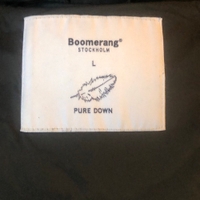 Boomerang®
STOCKHOLM
L
PURE DOWN